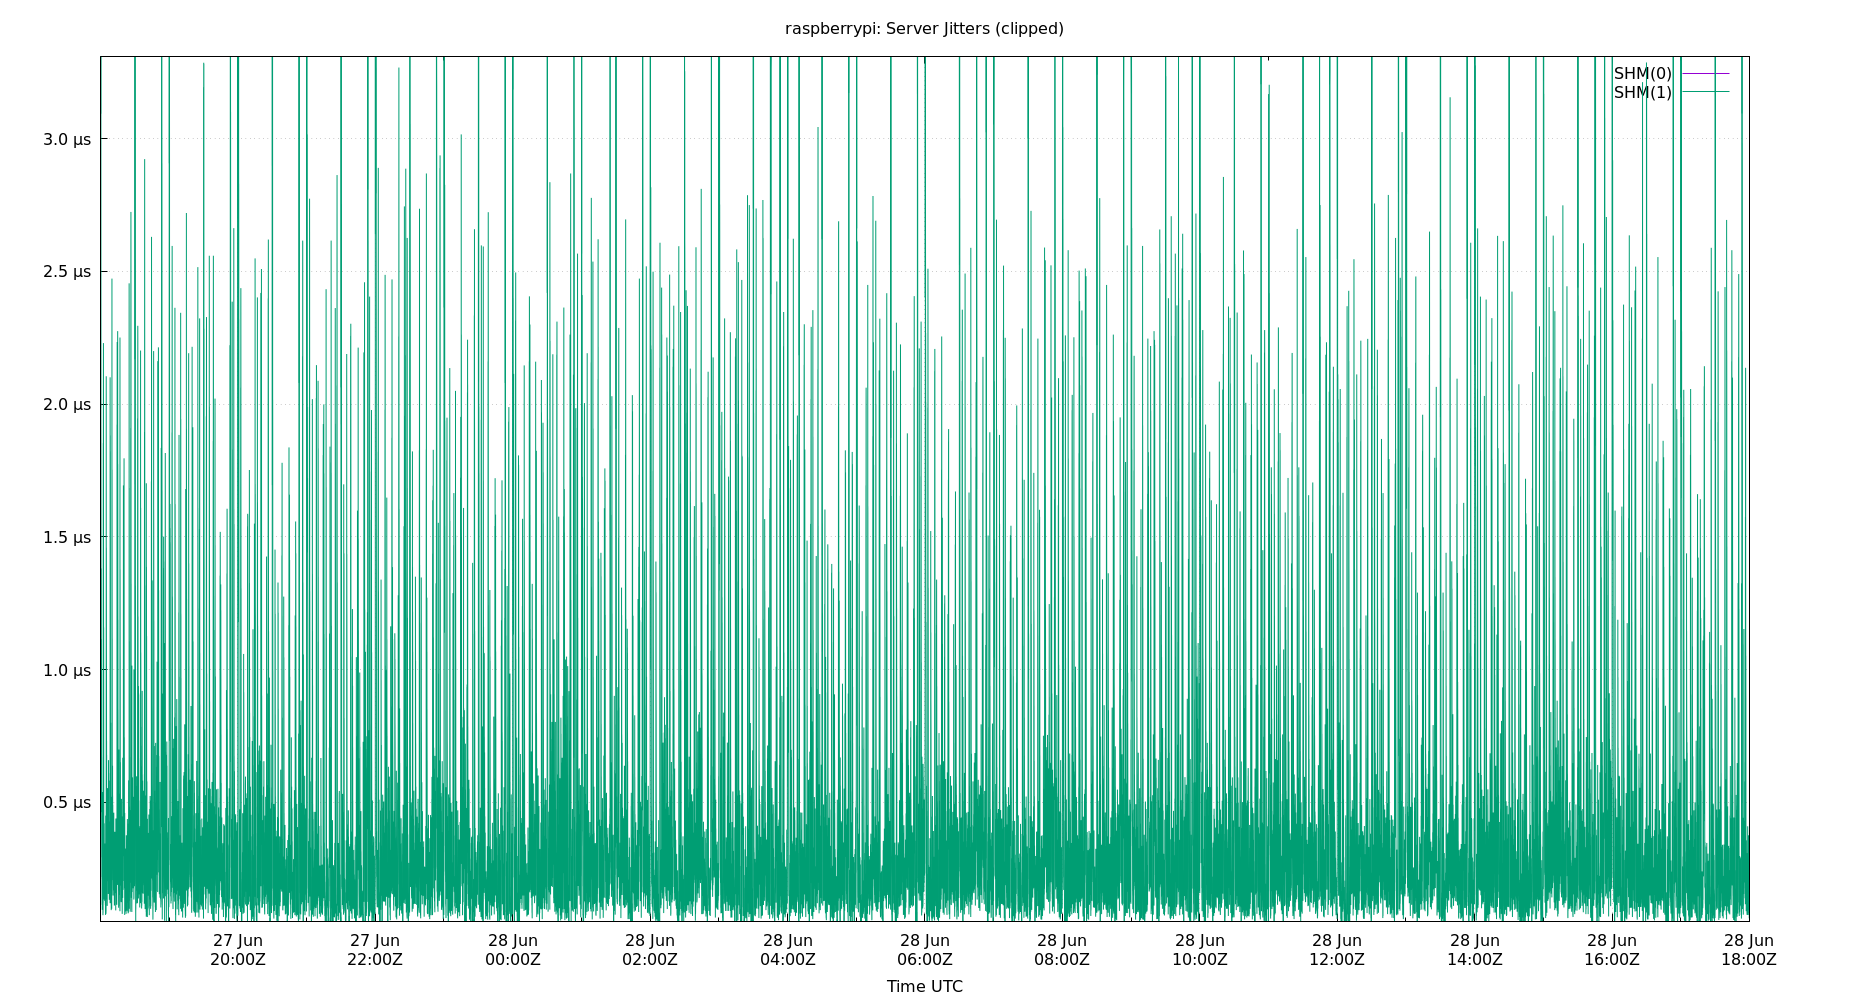 raspberrypi: Server Jitters (clipped)
SHM(0)
SHM(1)
3.0 µs
2.5 µs
2.0 µs
1.5 µs
1.0 µs
0.5 µs
27 Jun 27 Jun 28 Jun 28 Jun 28 Jun 28 Jun 28 Jun 28 Jun 28 Jun 28 Jun 28 Jun 28 Jun
20:00Z 22:00Z 00:00Z 02:00Z 04:00Z 06:00Z 08:00Z 10:00Z 12:00Z 14:00Z 16:00Z 18:00Z
Time UTC